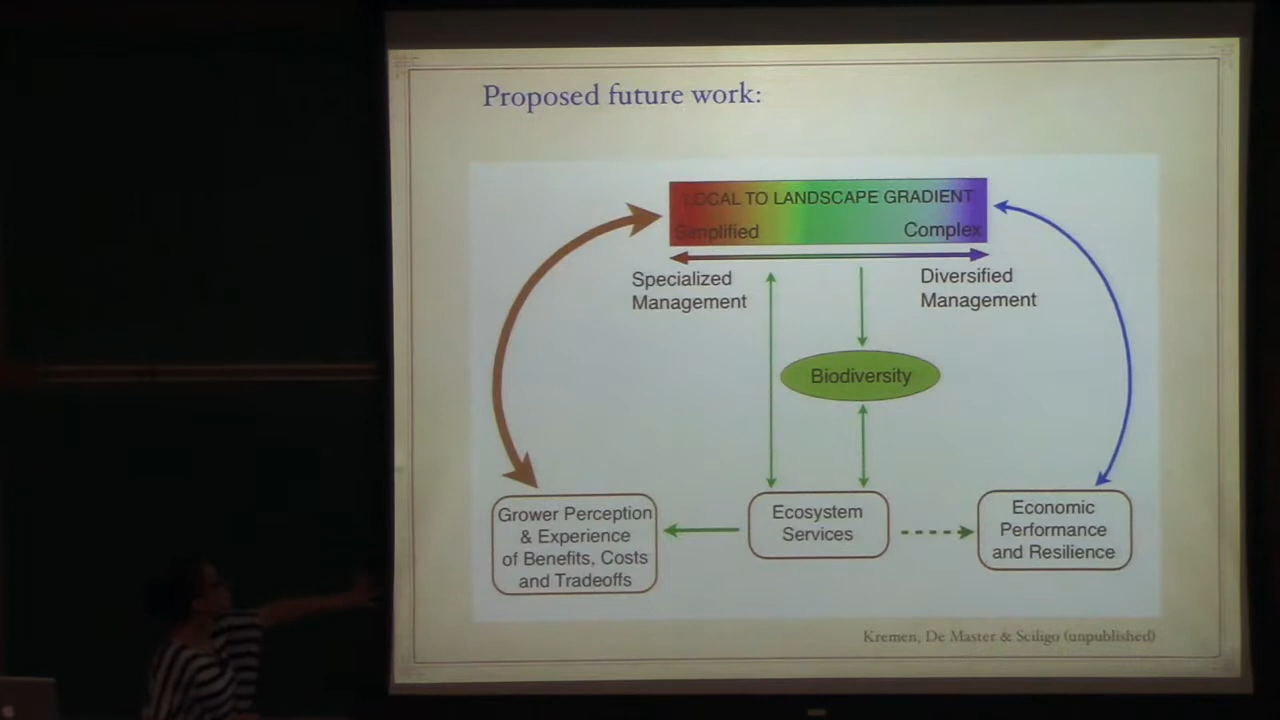 Proposed future work:
LOCAL TO LANDSCAPE GRADIENT
Simplified
Complex
Specialized
Management
Diversified
Management
Biodiversity
Grower Perception
& Experience
of Benefits, Costs
and Tradeoffs
Ecosystem
Services
Economic
Performance
and Resilience
Kremen, De Master & Sciligo (unpublished)